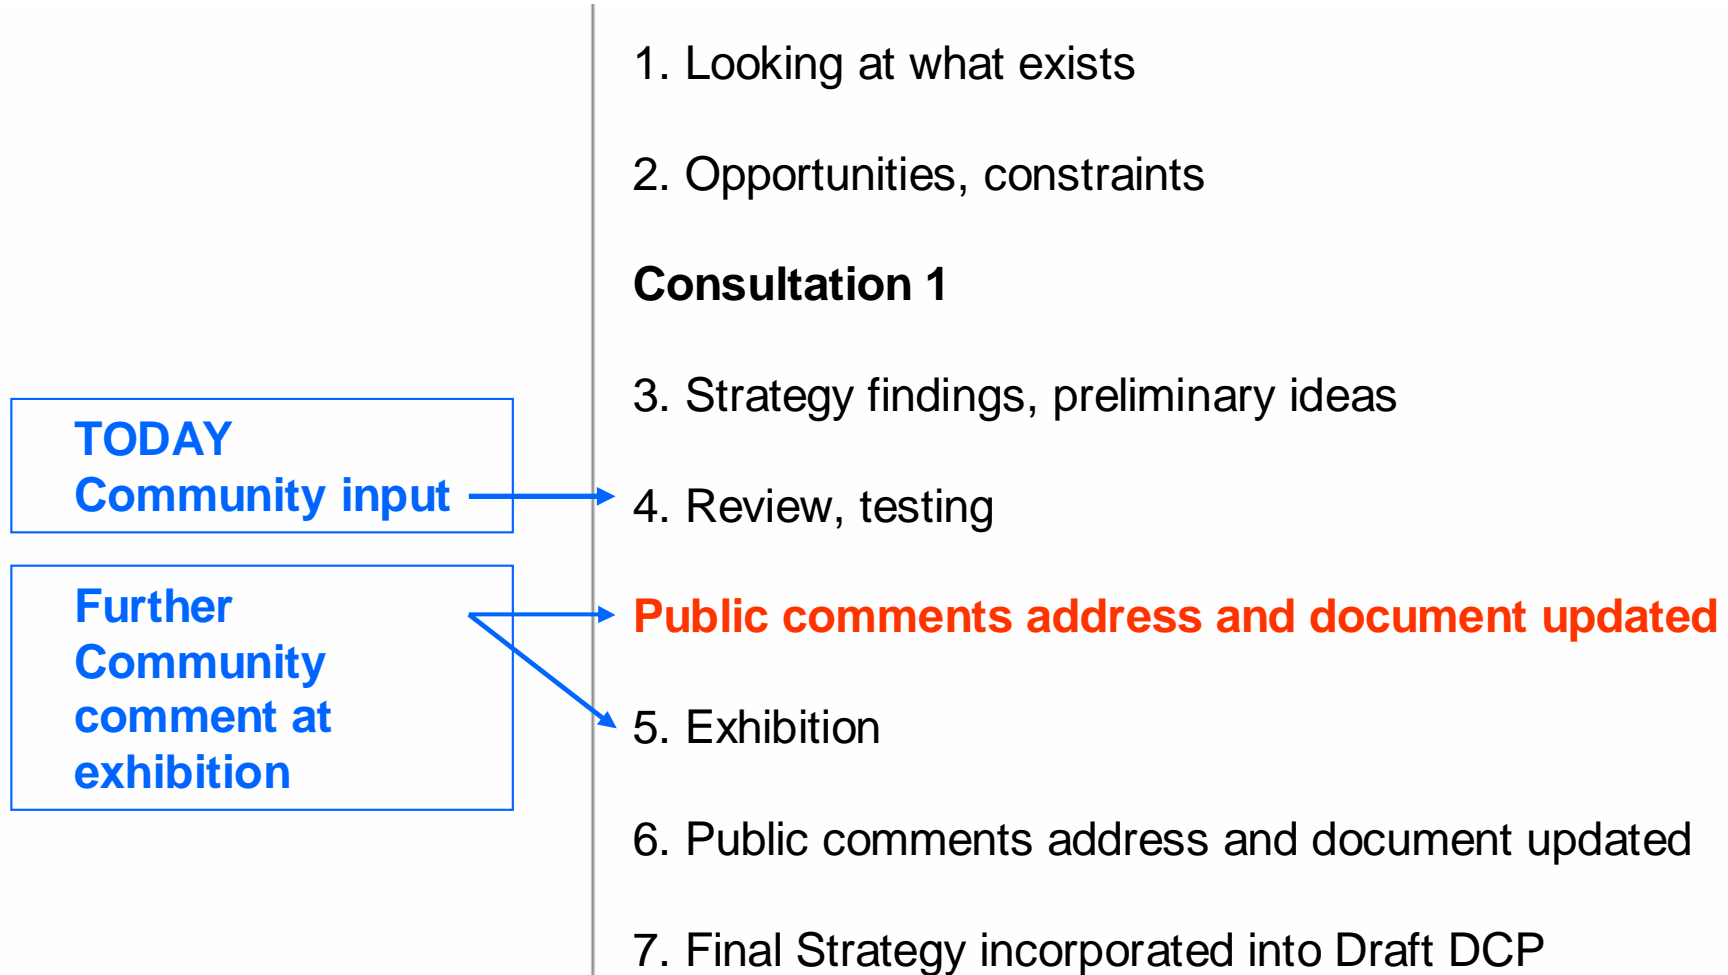 1. Looking at what exists
2. Opportunities, constraints
Consultation 1
3. Strategy findings, preliminary ideas
TODAY
Community input
4. Review, testing
Further
Community
comment at
exhibition
Public comments address and document updated
5. Exhibition
6. Public comments address and document updated
7. Final Strategy incorporated into Draft DCP